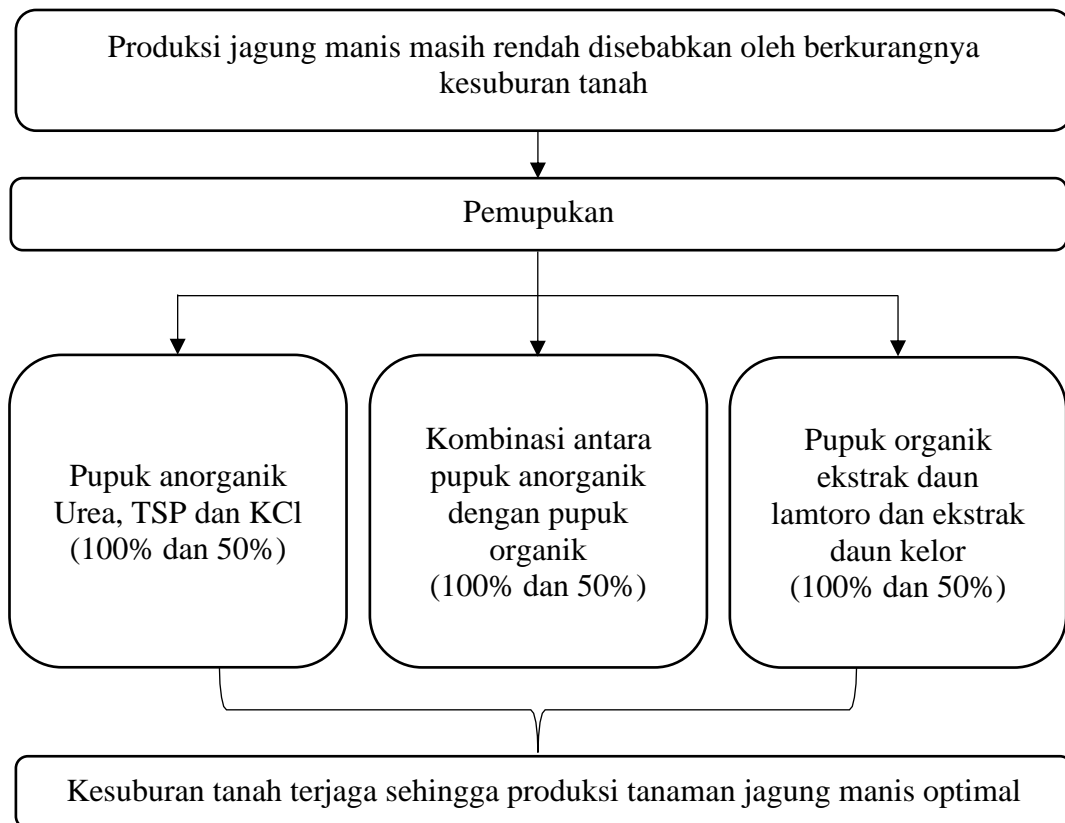 Produksi jagung manis masih rendah disebabkan oleh berkurangnya
kesuburan tanah
Pemupukan
Pupuk anorganik
Urea, TSP dan KCl
(100% dan 50%)
Kombinasi antara
pupuk anorganik
dengan pupuk
organik
(100% dan 50%)
Pupuk organik
ekstrak daun
lamtoro dan ekstrak
daun kelor
(100% dan 50%)
Kesuburan tanah terjaga sehingga produksi tanaman jagung manis optimal